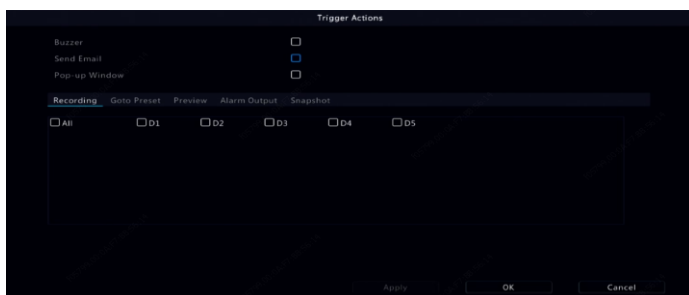 Trigger Actions
Buzzer
Send Email
Pop-up Window
Recording Goto Preset Preview Alarm Output Snapshot
All D1 D2 D3 D4 D5
Apply OK Cancel